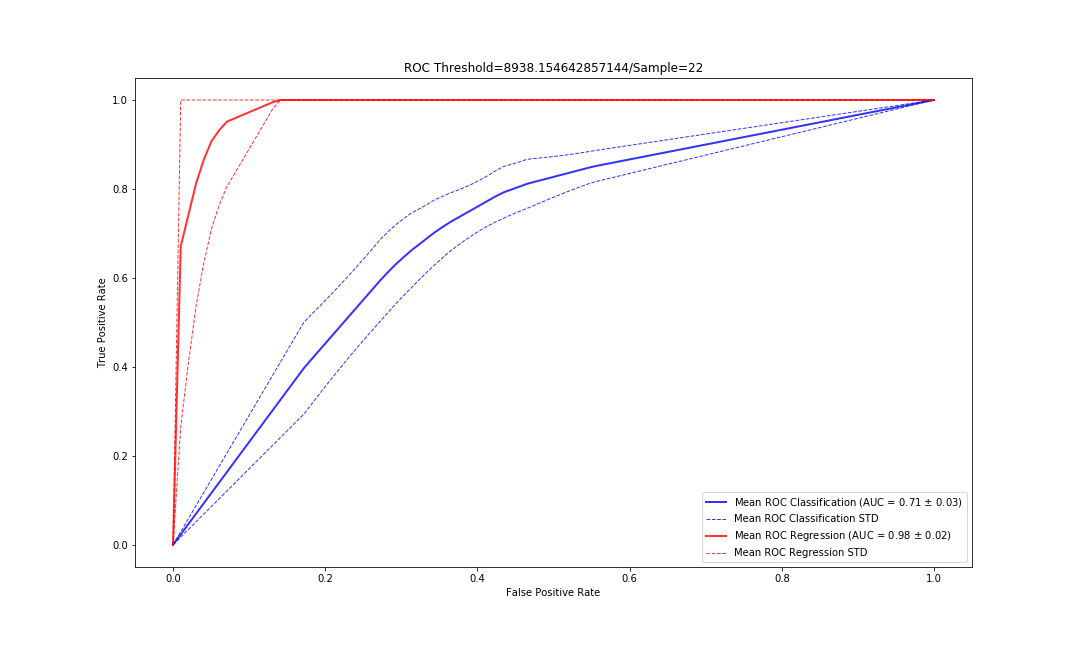 ROC Threshold=8938.154642857144/Sample=22
1.0
0.8
0.6
0.4
0.2
0.0
True Positive Rate
Mean ROC Classification (AUC = 0.71 ± 0.03)
Mean ROC Classification STD
Mean ROC Regression (AUC = 0.98 ± 0.02)
Mean ROC Regression STD
0.0 0.2 0.4 0.6 0.8 1.0
False Positive Rate